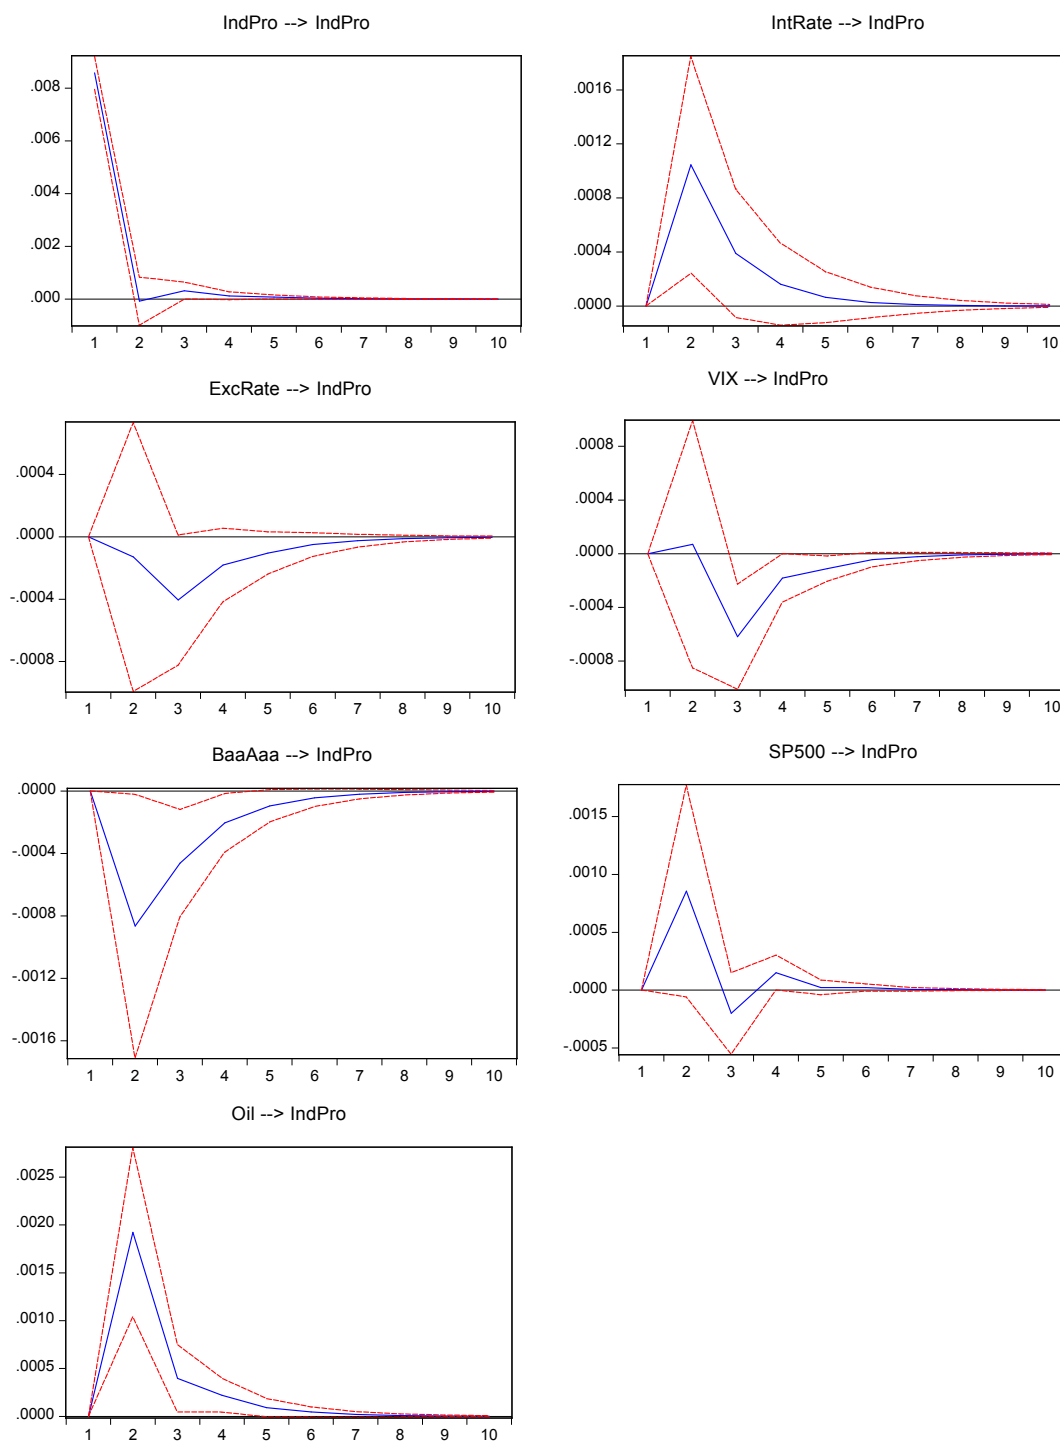 IndPro --> IndPro
.008
.006
.004
.002
.000
1 2 3 4 5 6 7 8 9 10
IntRate --> IndPro
.0016
.0012
.0008
.0004
.0000
1 2 3 4 5 6 7 8 9 10
ExcRate --> IndPro
.0004
.0000
-.0004
-.0008
1 2 3 4 5 6 7 8 9 10
VIX --> IndPro
.0008
.0004
.0000
-.0004
-.0008
1 2 3 4 5 6 7 8 9 10
BaaAaa --> IndPro
.0000
-.0004
-.0008
-.0012
-.0016
1 2 3 4 5 6 7 8 9 10
SP500 --> IndPro
.0015
.0010
.0005
.0000
-.0005
1 2 3 4 5 6 7 8 9 10
Oil --> IndPro
.0025
.0020
.0015
.0010
.0005
.0000
1 2 3 4 5 6 7 8 9 10